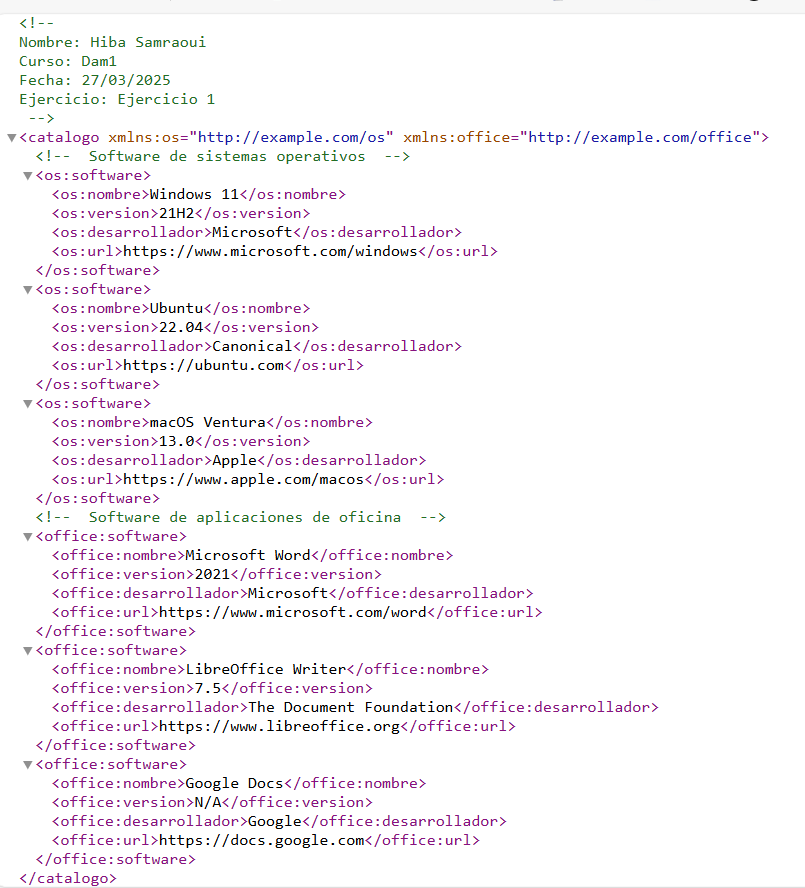 <!--
Nombre: Hiba Samraoui
Curso: Dam1
Fecha: 27/03/2025
Ejercicio: Ejercicio 1
-->
<catalogo xmlns:os="http://example.com/os" xmlns:office="http://example.com/office">
<!-- Software de sistemas operativos -->
<os:software>
<os:nombre>Windows 11</os:nombre>
<os:version>21H2</os:version>
<os:desarrollador>Microsoft</os:desarrollador>
<os:url>https://www.microsoft.com/windows</os:url>
</os:software>
<os:software>
<os:nombre>Ubuntu</os:nombre>
<os:version>22.04</os:version>
<os:desarrollador>Canonical</os:desarrollador>
<os:url>https://ubuntu.com</os:url>
</os:software>
<os:software>
<os:nombre>macOS Ventura</os:nombre>
<os:version>13.0</os:version>
<os:desarrollador>Apple</os:desarrollador>
<os:url>https://www.apple.com/macos</os:url>
</os:software>
<!-- Software de aplicaciones de oficina -->
<office:software>
<office:nombre>Microsoft Word</office:nombre>
<office:version>2021</office:version>
<office:desarrollador>Microsoft</office:desarrollador>
<office:url>https://www.microsoft.com/word</office:url>
</office:software>
<office:software>
<office:nombre>LibreOffice Writer</office:nombre>
<office:version>7.5</office:version>
<office:desarrollador>The Document Foundation</office:desarrollador>
<office:url>https://www.libreoffice.org</office:url>
</office:software>
<office:software>
<office:nombre>Google Docs</office:nombre>
<office:version>N/A</office:version>
<office:desarrollador>Google</office:desarrollador>
<office:url>https://docs.google.com</office:url>
</office:software>
</catalogo>